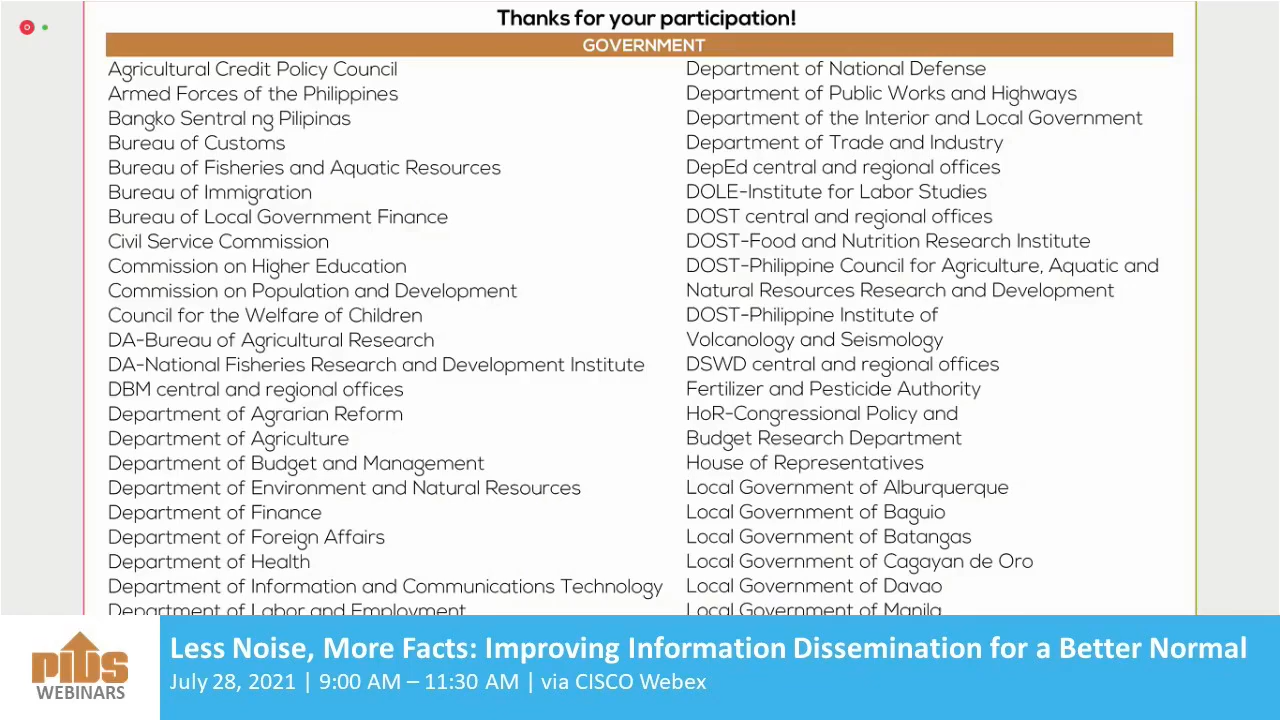 Thanks for your participation!
GOVERNMENT
Agricultural Credit Policy Council
Armed Forces of the Philippines
Bangko Sentral ng Pilipinas
Bureau of Customs
Bureau of Fisheries and Aquatic Resources
Bureau of Immigration
Bureau of Local Government Finance
Civil Service Commission
Commission on Higher Education
Commission on Population and Development
Council for the Welfare of Children
DA-Bureau of Agricultural Research
DA-National Fisheries Research and Development Institute
DBM central and regional offices
Department of Agrarian Reform
Department of Agriculture
Department of Budget and Management
Department of Environment and Natural Resources
Department of Finance
Department of Foreign Affairs
Department of Health
Department of Information and Communications Technology
Department of Labor and Employment
Department of National Defense
Department of Public Works and Highways
Department of the Interior and Local Government
Department of Trade and Industry
DepEd central and regional offices
DOLE-Institute for Labor Studies
DOST central and regional offices
DOST-Food and Nutrition Research Institute
DOST-Philippine Council for Agriculture, Aquatic and
Natural Resources Research and Development
DOST-Philippine Institute of
Volcanology and Seismology
DSWD central and regional offices
Fertilizer and Pesticide Authority
HoR-Congressional Policy and
Budget Research Department
House of Representatives
Local Government of Alburquerque
Local Government of Baguio
Local Government of Batangas
Local Government of Cagayan de Oro
Local Government of Davao
Local Government of Manila
PIDS
WEBINARS
Less Noise, More Facts: Improving Information Dissemination for a Better Normal
July 28, 2021 | 9:00 AM – 11:30 AM | via CISCO Webex